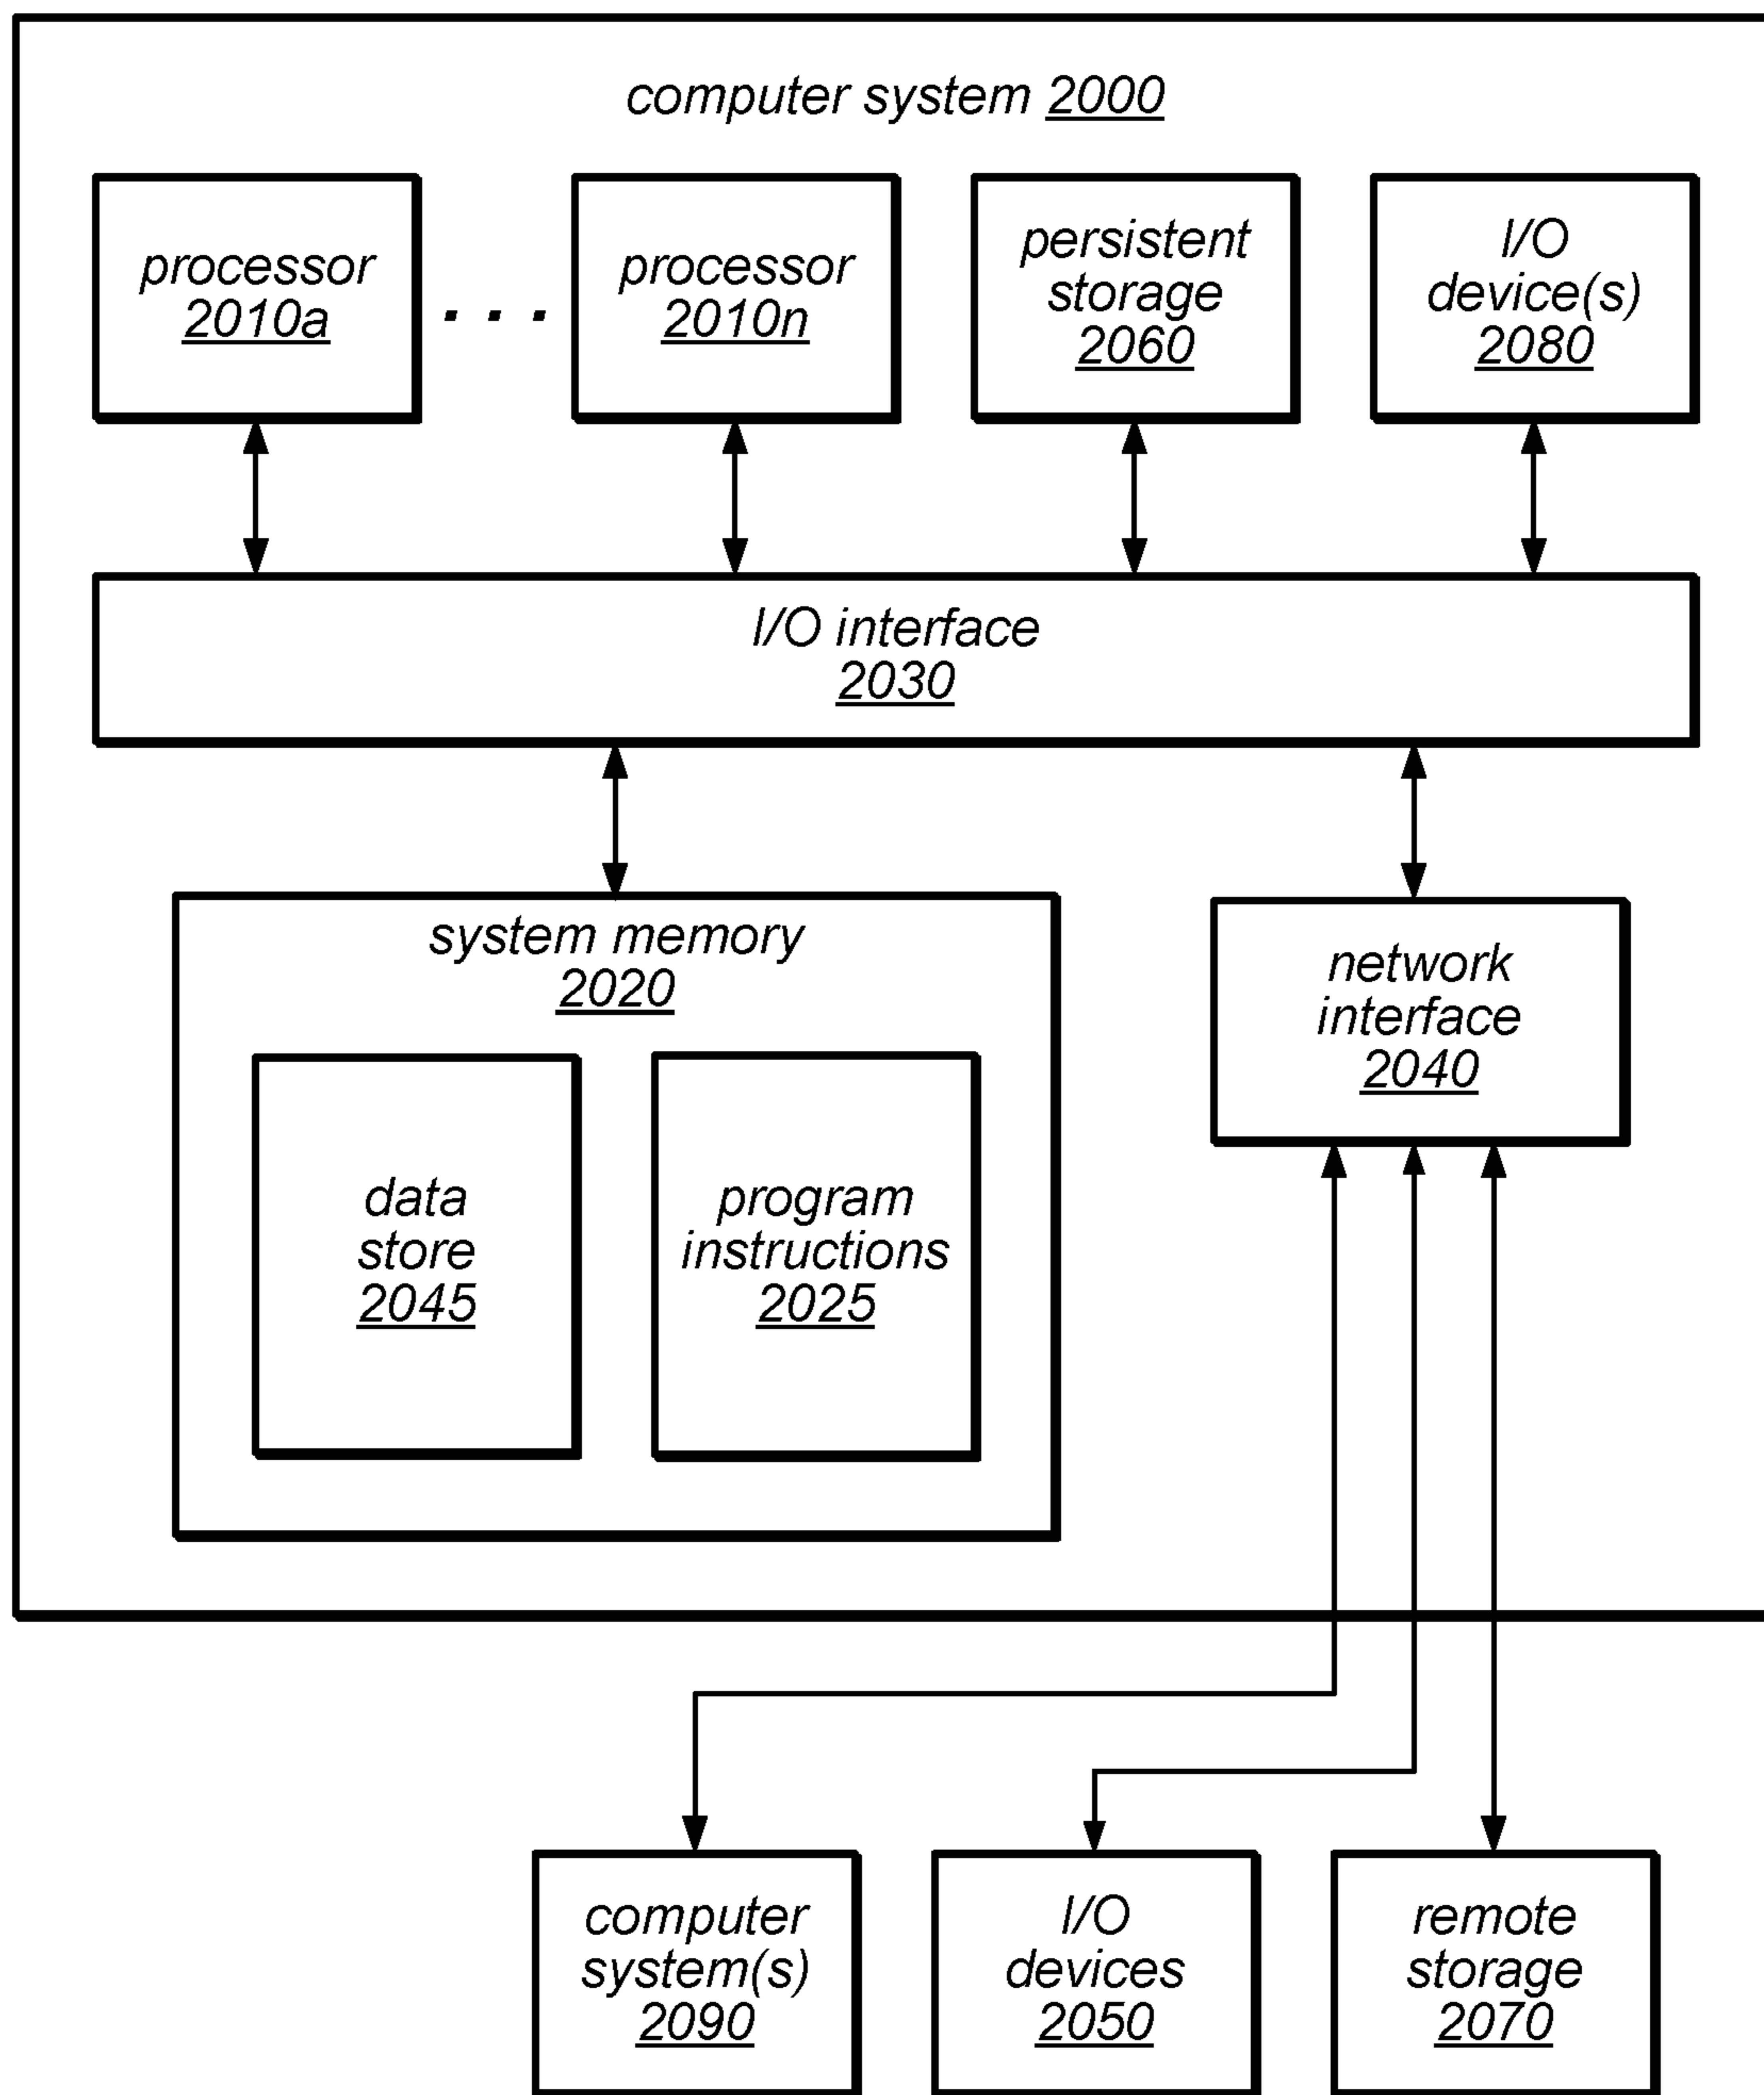 computer system 2000
processor
2010a
. . .
processor
2010n
persistent
storage
2060
I/O
device(s)
2080
I/O interface
2030
system memory
2020
data
store
2045
program
instructions
2025
network
interface
2040
computer
system(s)
2090
I/O
devices
2050
remote
storage
2070